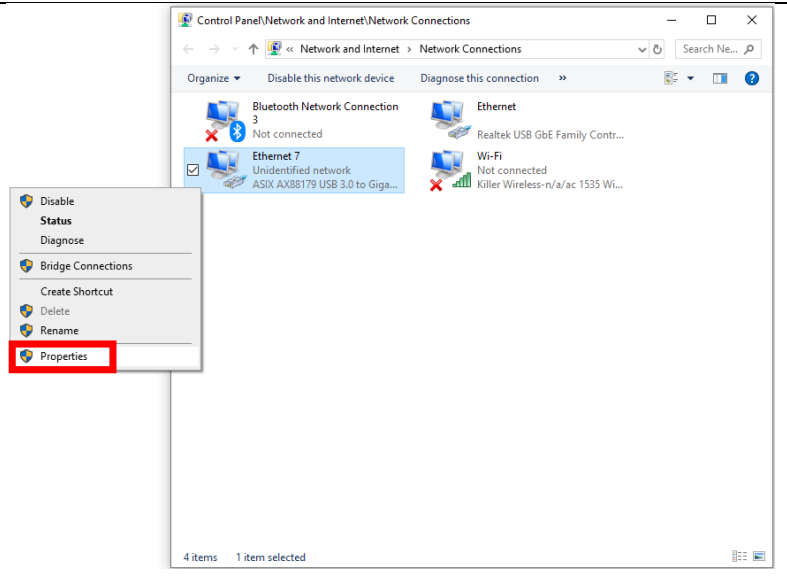 Control Panel\Network and Internet\Network Connections
« Network and Internet > Network Connections
Search Ne...
Organize
Disable this network device
Diagnose this connection
»
Bluetooth Network Connection
3
Not connected
Ethernet
Realtek USB GbE Family Contr...
Ethernet 7
Unidentified network
ASIX AX88179 USB 3.0 to Giga...
Wi-Fi
Not connected
Killer Wireless-n/a/ac 1535 Wi...
Disable
Status
Diagnose
Bridge Connections
Create Shortcut
Delete
Rename
Properties
4 items
1 item selected